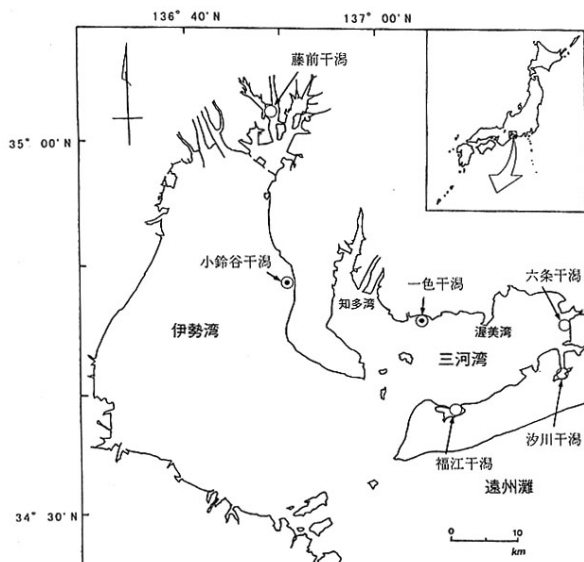 136° 40' N
137° 00' N
藤前干潟
35° 00' N
小鈴谷干潟
知多湾
一色干潟
六条干潟
伊勢湾
渥美湾
三河湾
福江干潟
汐川干潟
遠州灘
34° 30' N
0 10
km